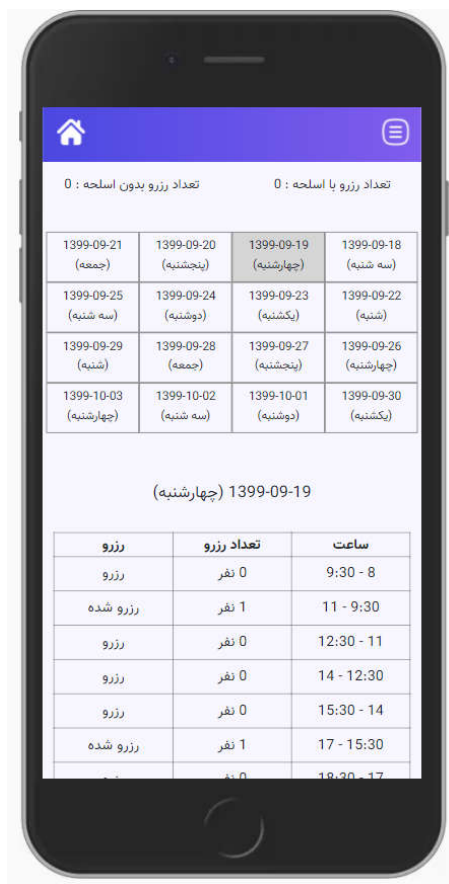 تعداد رزرو با اسلحه : 0 تعداد رزرو بدون اسلحه : 0
1399-09-18 1399-09-19 1399-09-20 1399-09-21
(سه شنبه) (چهارشنبه) (پنجشنبه) (جمعه)
1399-09-22 1399-09-23 1399-09-24 1399-09-25
(شنبه) (یکشنبه) (دوشنبه) (سه شنبه)
1399-09-26 1399-09-27 1399-09-28 1399-09-29
(چهارشنبه) (پنجشنبه) (جمعه) (شنبه)
1399-09-30 1399-10-01 1399-10-02 1399-10-03
(یکشنبه) (دوشنبه) (سه شنبه) (چهارشنبه)
1399-09-19 (چهارشنبه)
ساعت تعداد رزرو رزرو
8 - 9:30 0 نفر رزرو
9:30 - 11 1 نفر رزرو شده
11 - 12:30 0 نفر رزرو
12:30 - 14 0 نفر رزرو
14 - 15:30 0 نفر رزرو
15:30 - 17 1 نفر رزرو شده
17 - 18:30 0 نفر